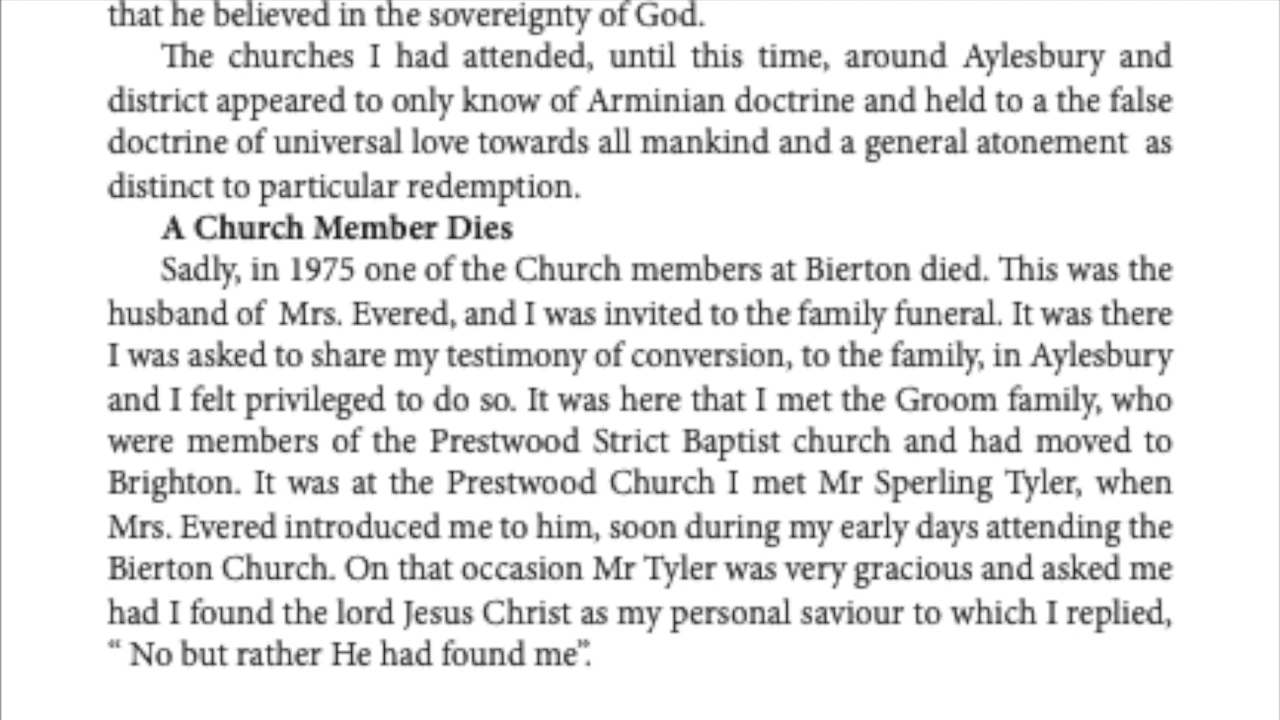 that he believed in the sovereignty of God.
The churches I had attended, until this time, around Aylesbury and
district appeared to only know of Arminian doctrine and held to a the false
doctrine of universal love towards all mankind and a general atonement as
distinct to particular redemption.
A Church Member Dies
Sadly, in 1975 one of the Church members at Bierton died. This was the
husband of Mrs. Evered, and I was invited to the family funeral. It was there
I was asked to share my testimony of conversion, to the family, in Aylesbury
and I felt privileged to do so. It was here that I met the Groom family, who
were members of the Prestwood Strict Baptist church and had moved to
Brighton. It was at the Prestwood Church I met Mr Sperling Tyler, when
Mrs. Evered introduced me to him, soon during my early days attending the
Bierton Church. On that occasion Mr Tyler was very gracious and asked me
had I found the lord Jesus Christ as my personal saviour to which I replied,
“ No but rather He had found me”.